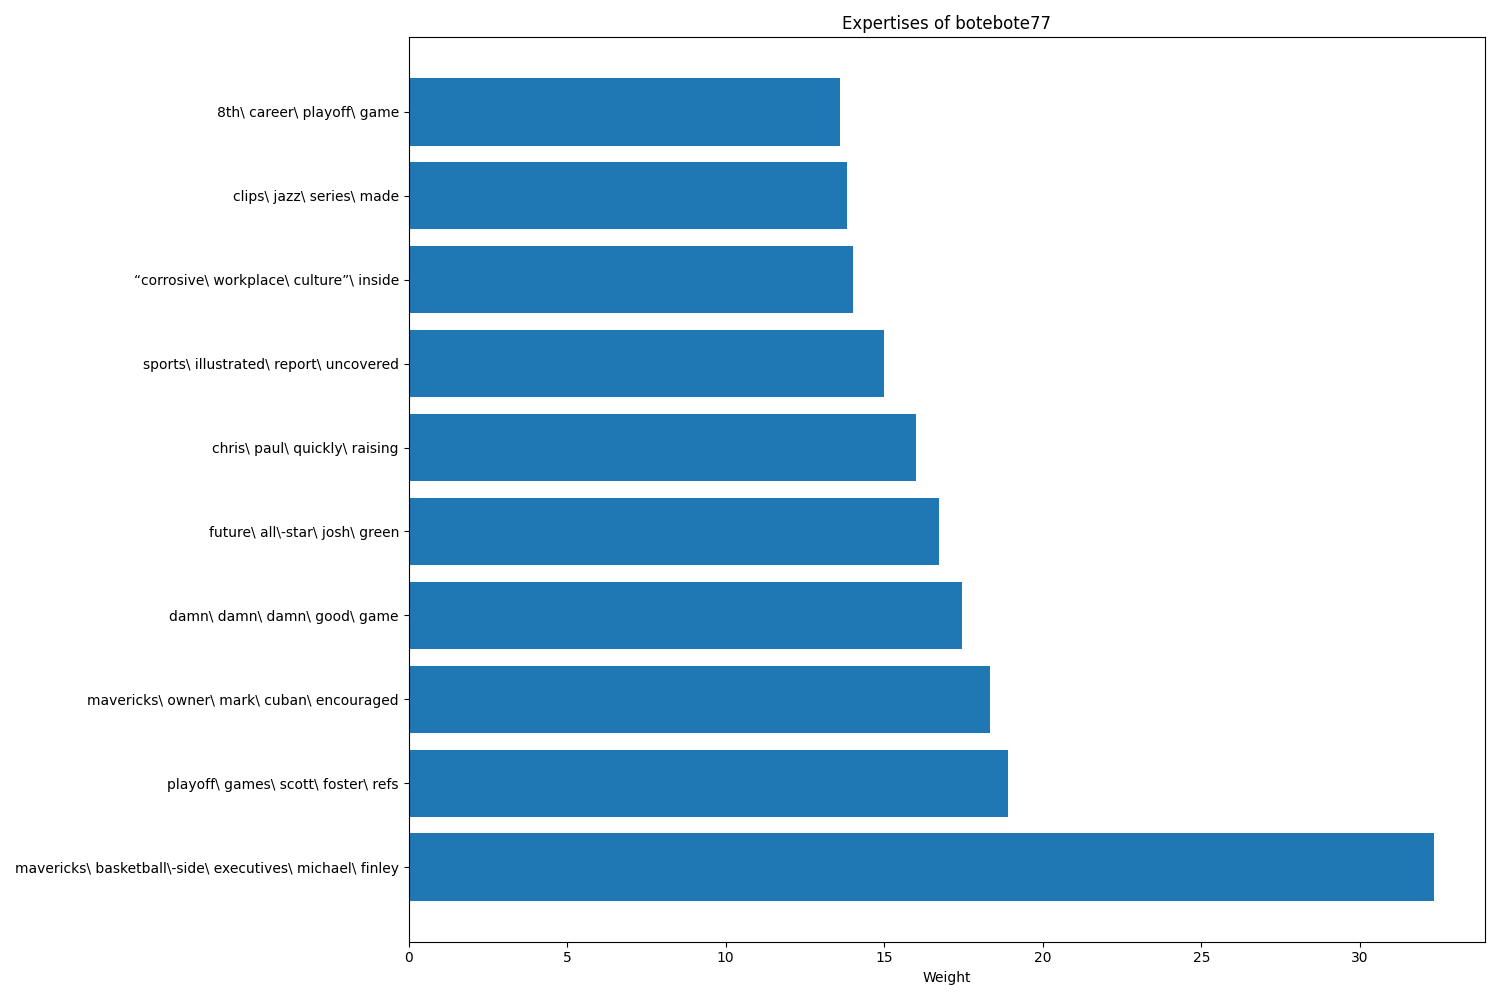 Expertises of botebote77
8th\ career\ playoff\ game
clips\ jazz\ series\ made
“corrosive\ workplace\ culture”\ inside
sports\ illustrated\ report\ uncovered
chris\ paul\ quickly\ raising
future\ all\-star\ josh\ green
damn\ damn\ damn\ good\ game
mavericks\ owner\ mark\ cuban\ encouraged
playoff\ games\ scott\ foster\ refs
mavericks\ basketball\-side\ executives\ michael\ finley
0 5 10 15 20 25 30
Weight